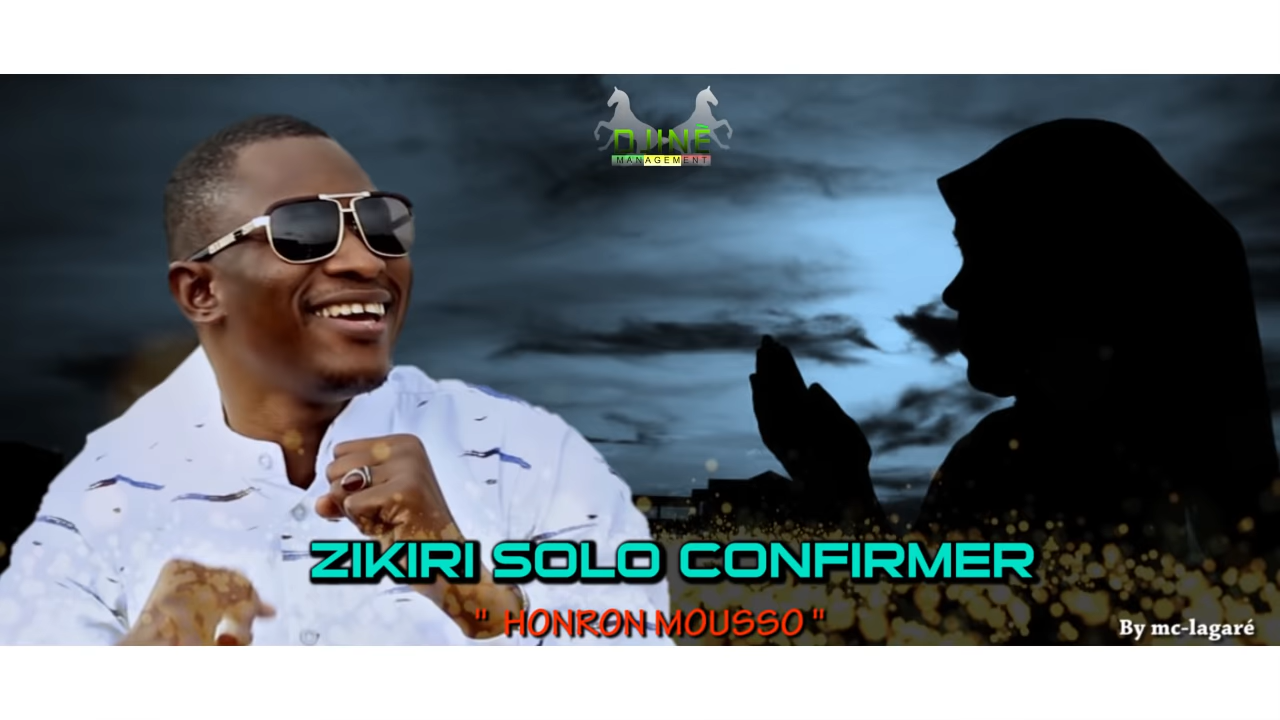 DJINÈ
MANAGEMENT
ZIKIRI SOLO CONFIRMER
" HONRON MOUSSO "
By mc-lagaré